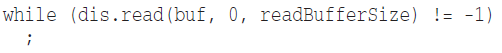 while (dis.read(buf, 0, readBufferSize) != -1)
;